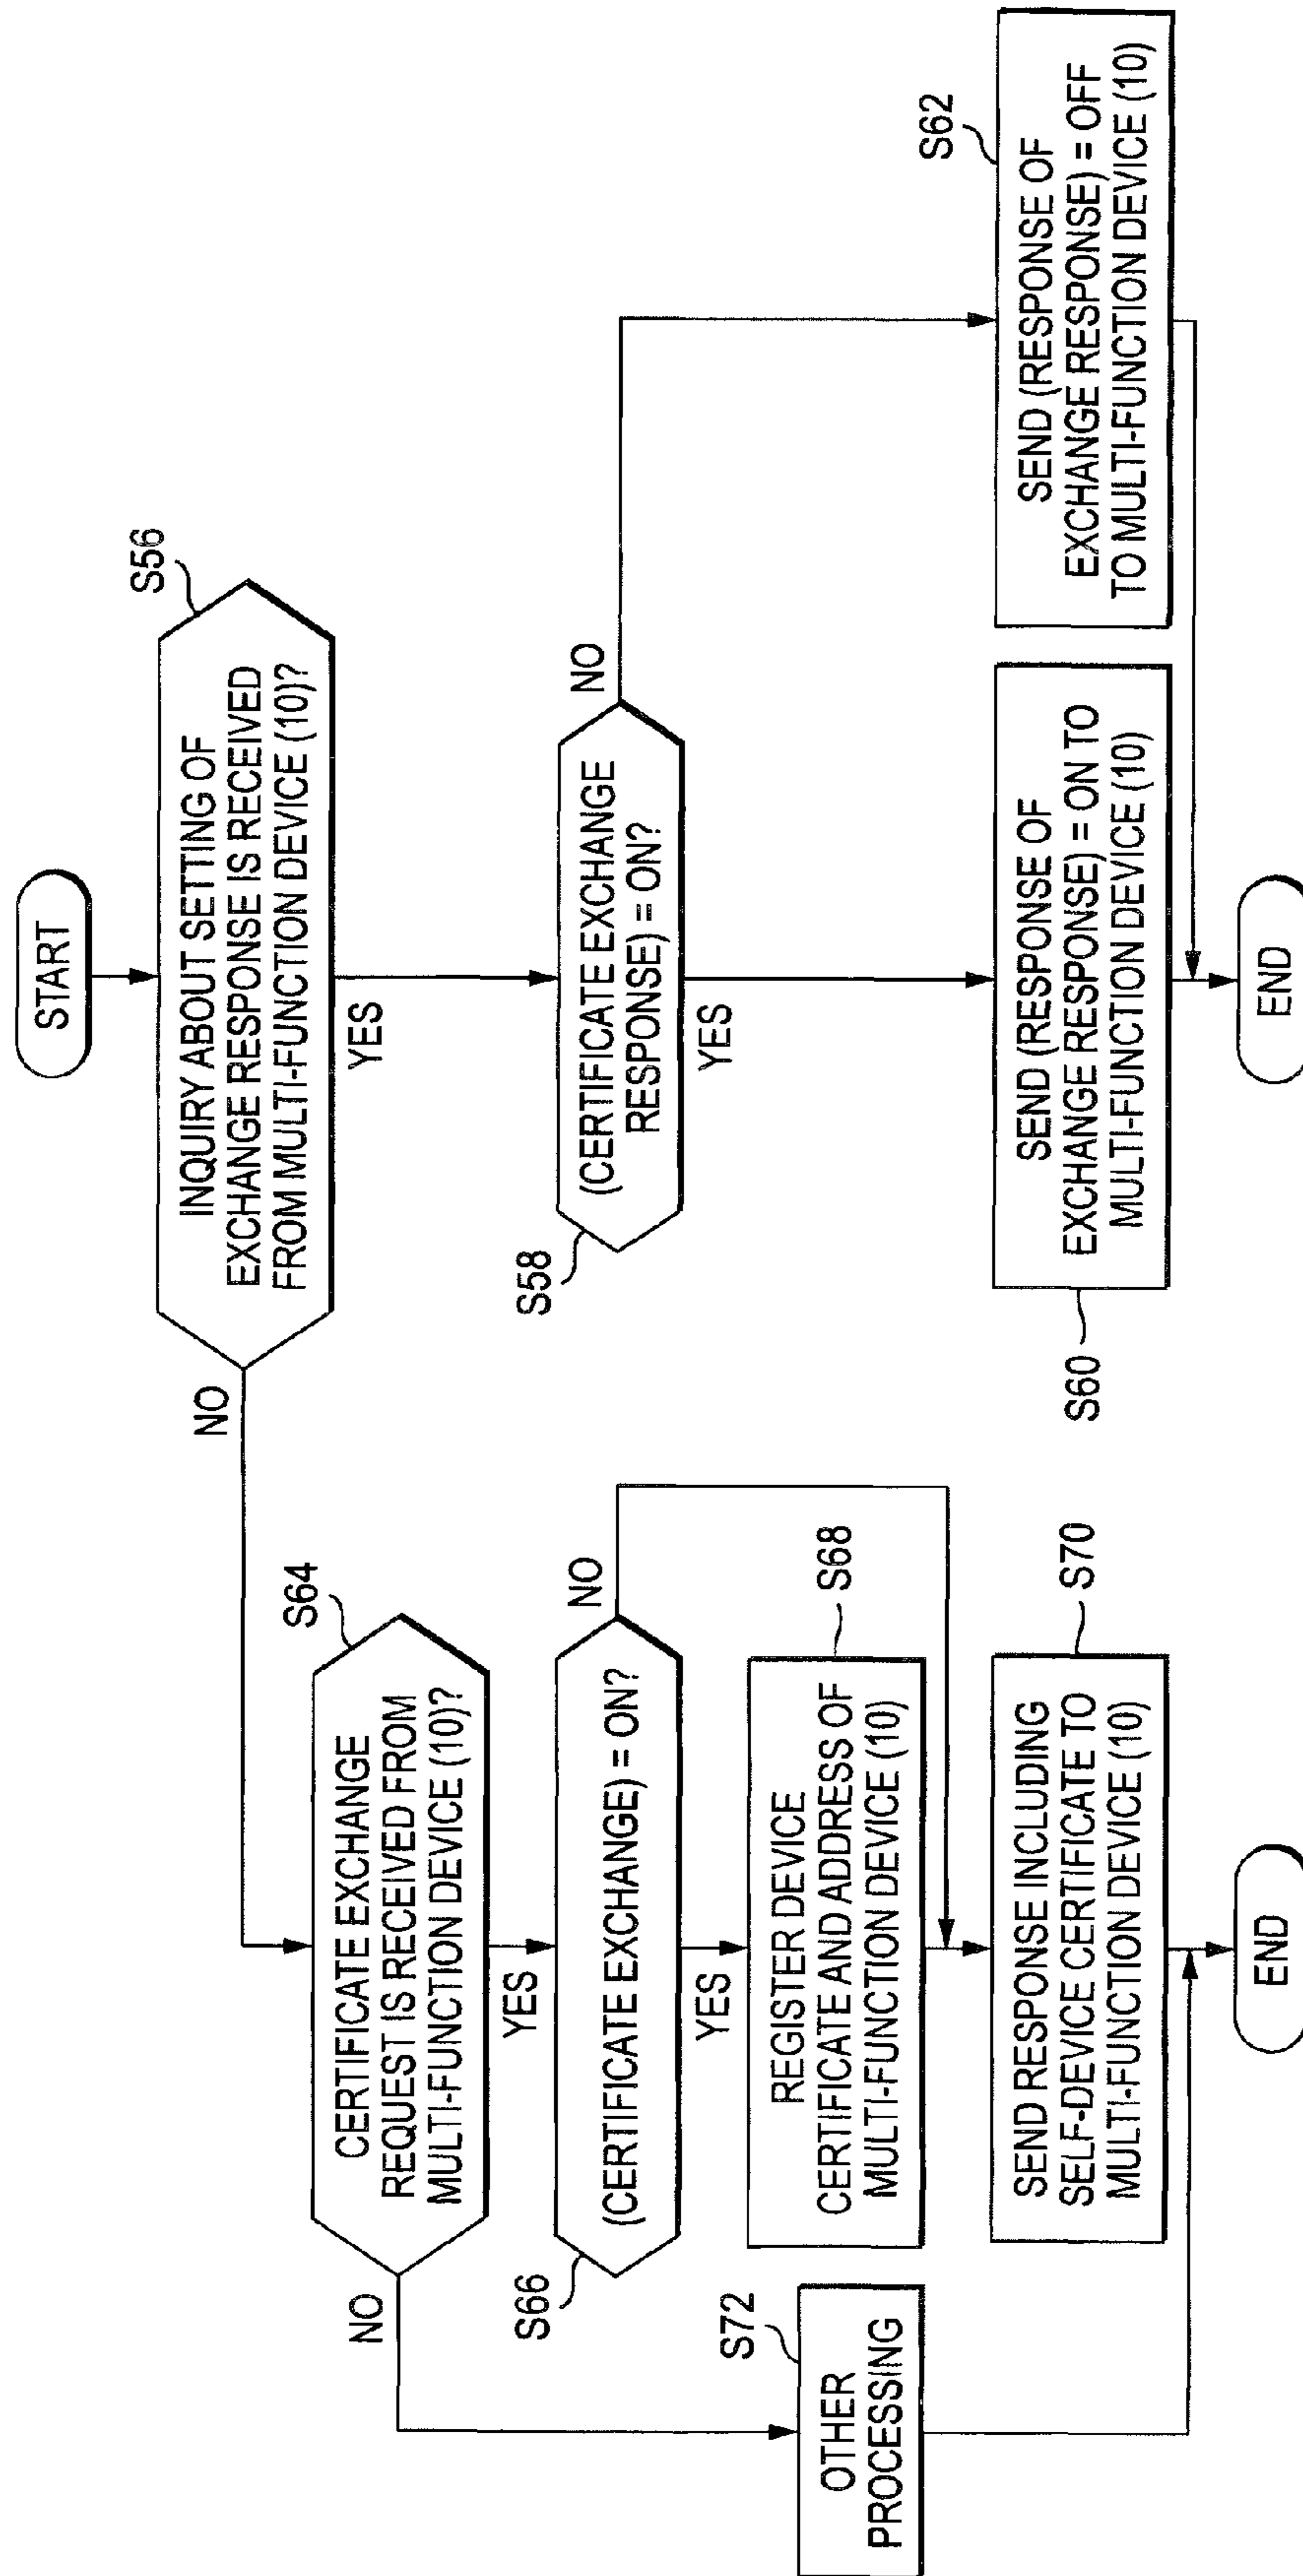 START
S56
INQUIRY ABOUT SETTING OF
EXCHANGE RESPONSE IS RECEIVED
FROM MULTI-FUNCTION DEVICE (10)?
NO
YES
S58
(CERTIFICATE EXCHANGE
RESPONSE) = ON?
NO
YES
S60
SEND (RESPONSE OF
EXCHANGE RESPONSE) = ON TO
MULTI-FUNCTION DEVICE (10)
S62
SEND (RESPONSE OF
EXCHANGE RESPONSE) = OFF
TO MULTI-FUNCTION DEVICE (10)
END
S64
CERTIFICATE EXCHANGE
REQUEST IS RECEIVED FROM
MULTI-FUNCTION DEVICE (10)?
NO
YES
S66
(CERTIFICATE EXCHANGE) = ON?
NO
YES
S68
REGISTER DEVICE
CERTIFICATE AND ADDRESS OF
MULTI-FUNCTION DEVICE (10)
S70
SEND RESPONSE INCLUDING
SELF-DEVICE CERTIFICATE TO
MULTI-FUNCTION DEVICE (10)
S72
OTHER
PROCESSING
END